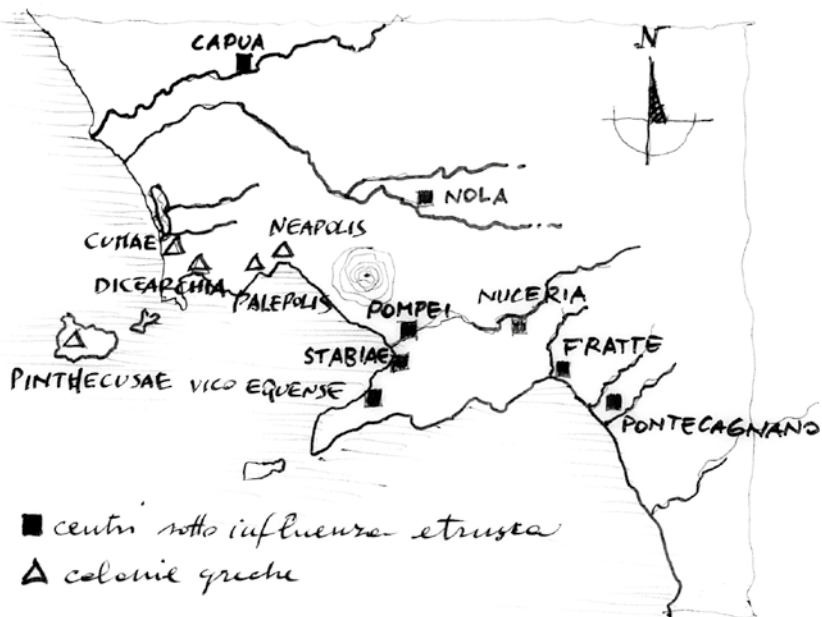 CAPUA
N
NOLA
NEAPOLIS
CUMAE
DICEARCHIA
PALEPOLIS
NUCERIA
POMPEI
FRATTE
STABIAE
PINTHECUSAE
VICO EQUENSE
PONTECAGNANO
centri sotto influenza etrusca
colonie greche